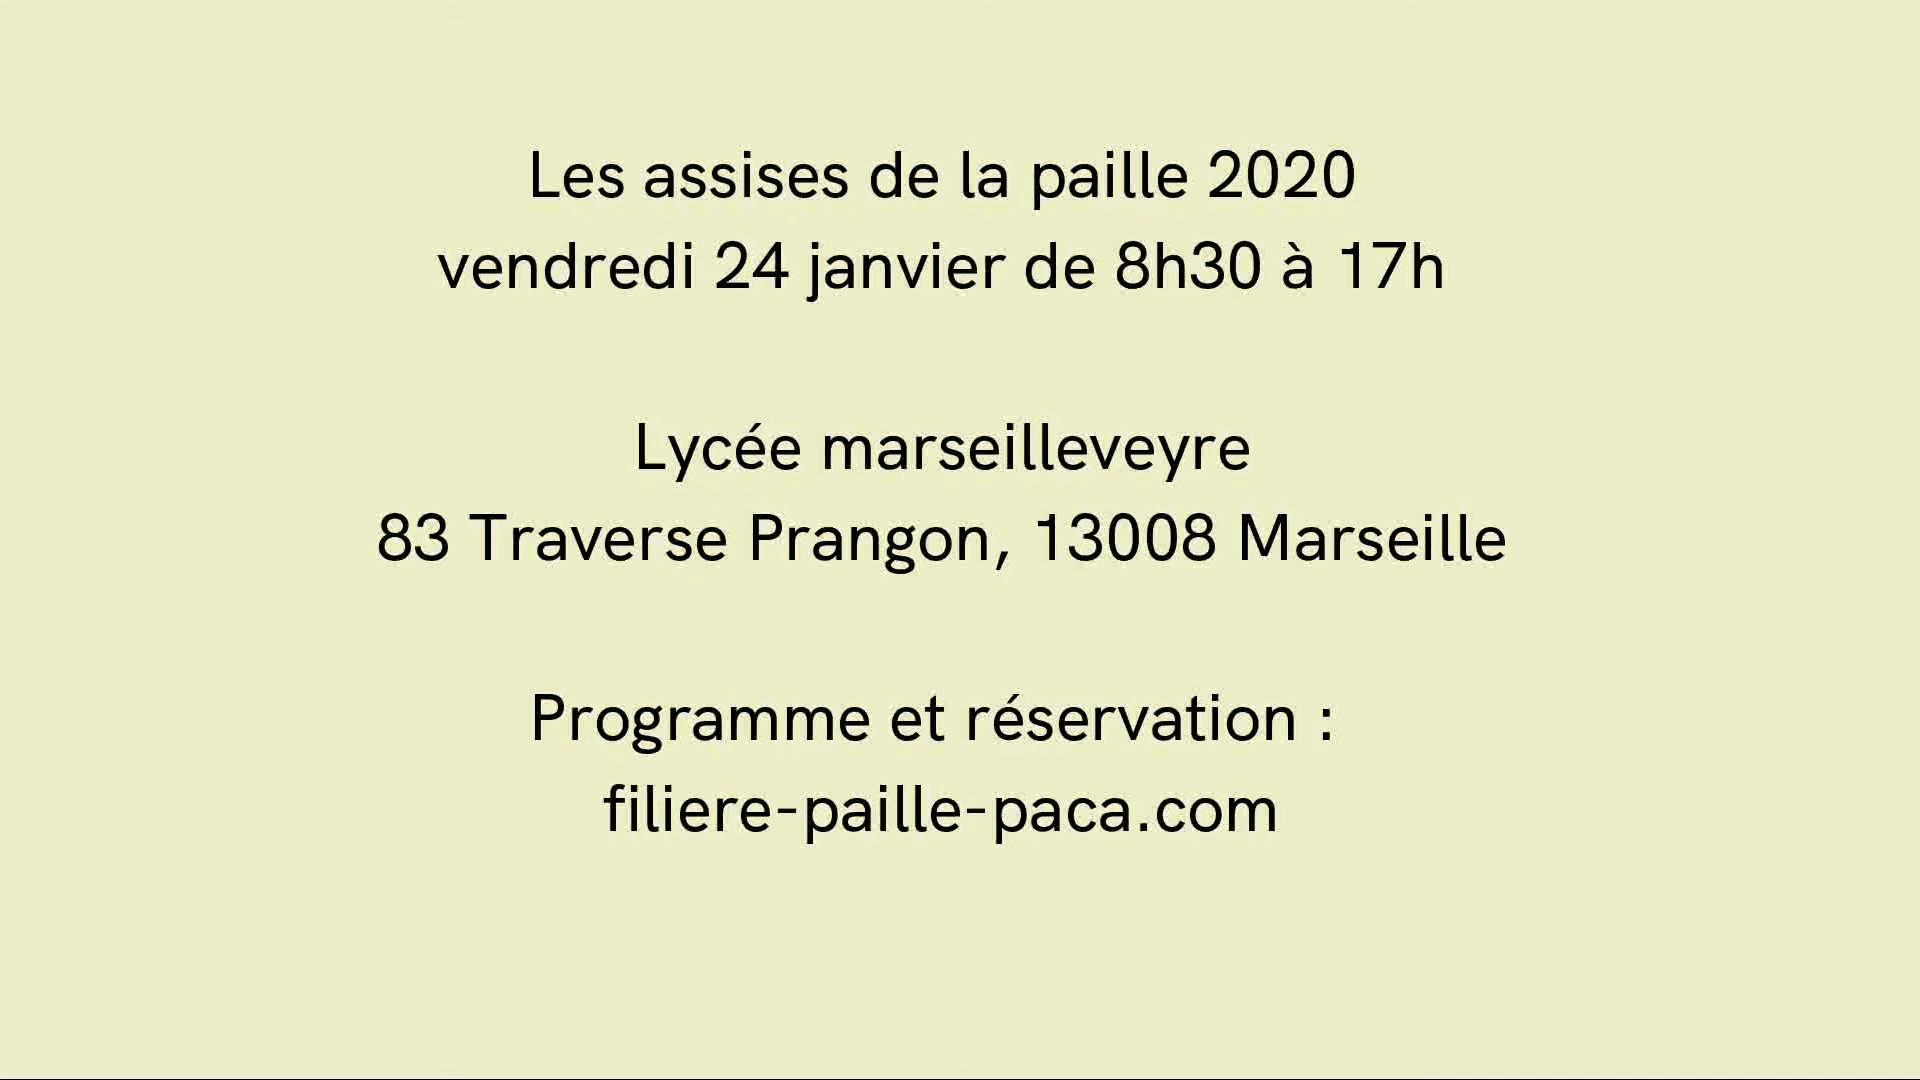 Les assises de la paille 2020
vendredi 24 janvier de 8h30 à 17h
Lycée marseilleveyre
83 Traverse Prangon, 13008 Marseille
Programme et réservation :
filiere-paille-paca.com